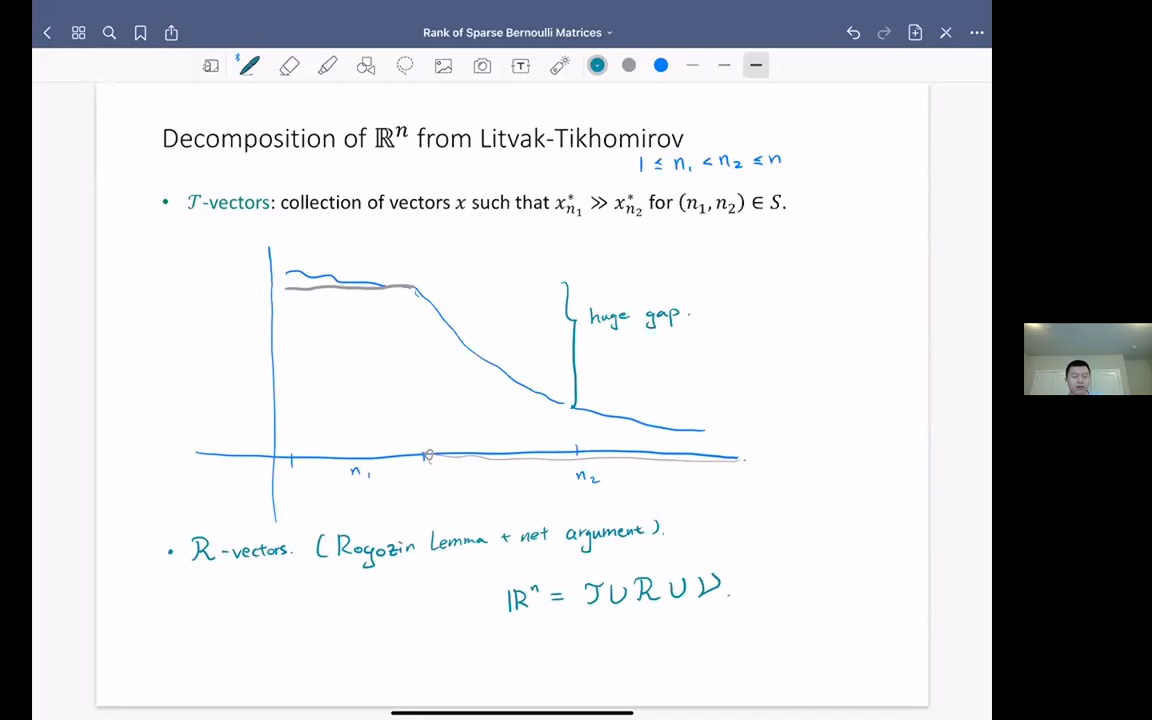 Rank of Sparse Bernoulli Matrices
Decomposition of ℝⁿ from Litvak-Tikhomirov
1 ≤ n₁ < n₂ ≤ n
• 𝒯-vectors: collection of vectors x such that x*ₙ₁ ≫ x*ₙ₂ for (n₁, n₂) ∈ S.
huge gap.
n₁
n₂
• R-vectors. (Rogozin Lemma + net argument).
ℝⁿ = 𝒯 ∪ R ∪ 𝒱.